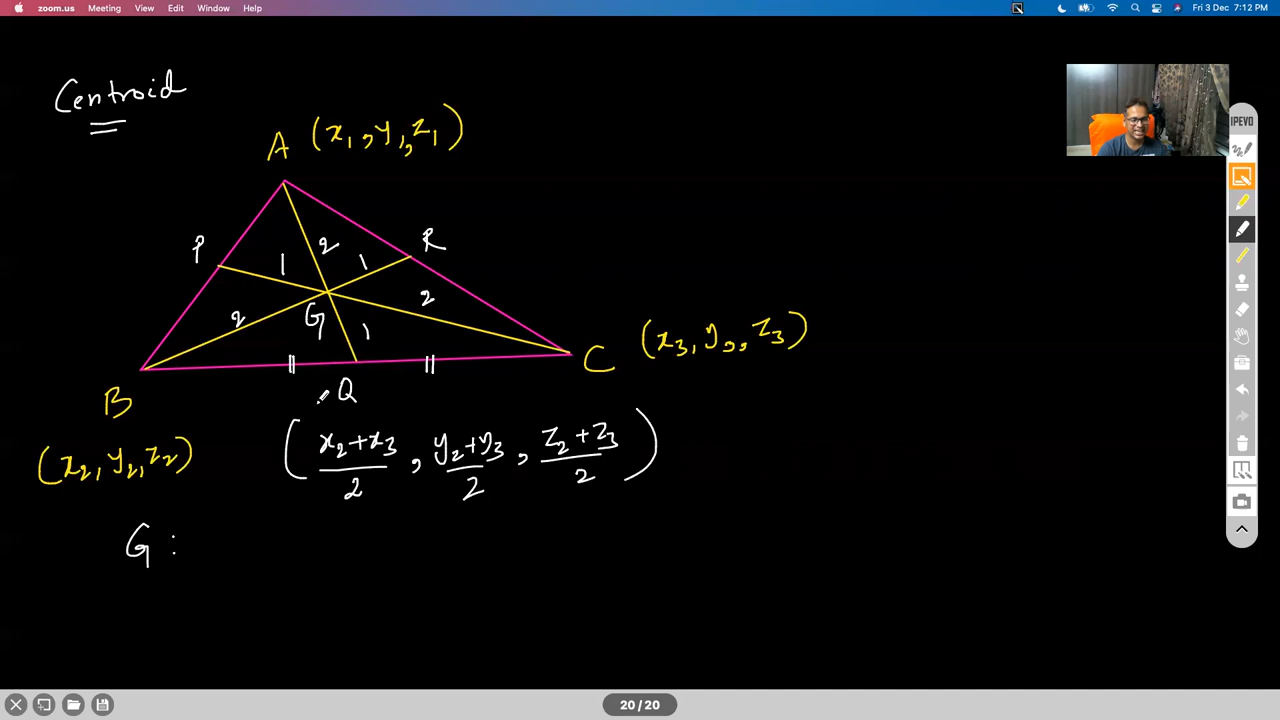 zoom.us Meeting View Edit Window Help Fri 3 Dec 7:12 PM
Centroid
A (x₁, y₁, z₁)
IPEVO
P 1 2 1 R
2 G 2
1
B Q C (x₃, y₃, z₃)
(x₂, y₂, z₂) ((x₂+x₃)/2, (y₂+y₃)/2, (z₂+z₃)/2)
G :
20 / 20